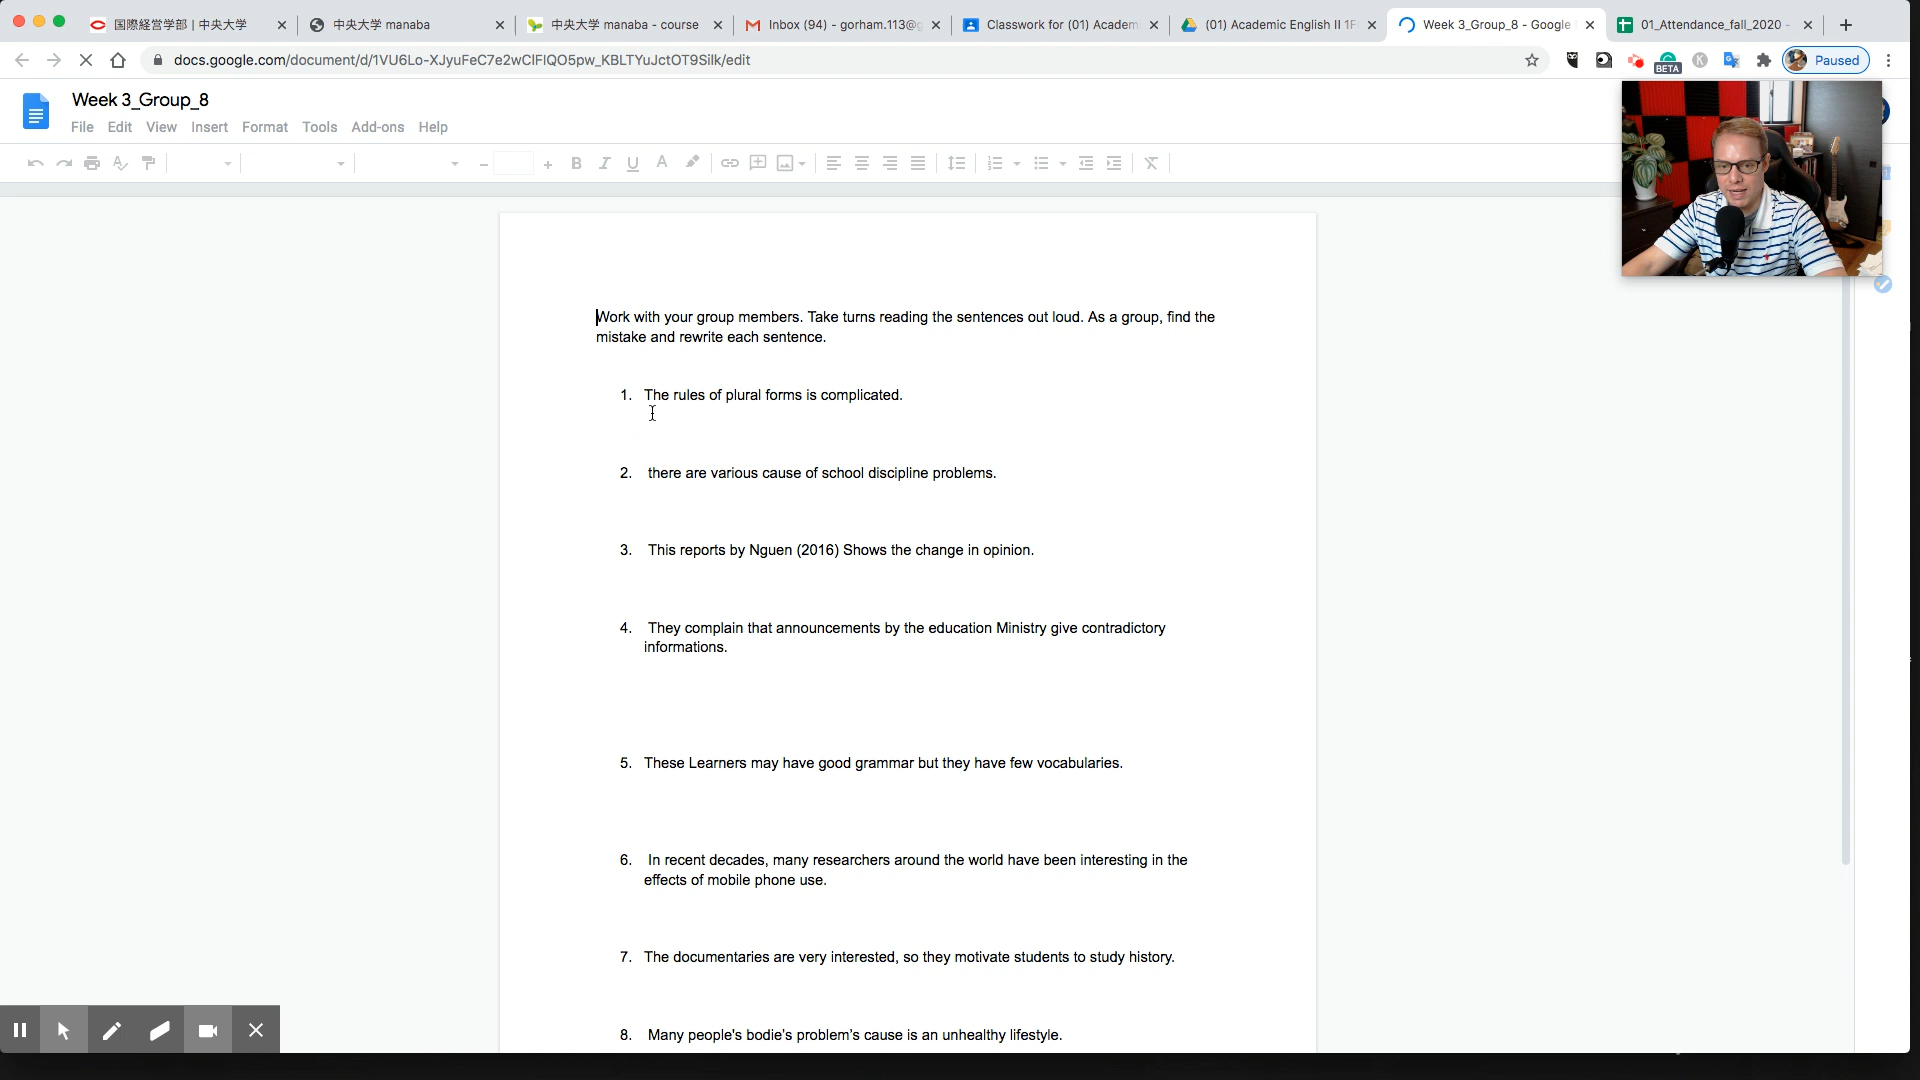 国際経営学部 | 中央大学
中央大学 manaba
中央大学 manaba - course
Inbox (94) - gorham.113@g
Classwork for (01) Academ
(01) Academic English II 1F
Week 3_Group_8 - Google
01_Attendance_fall_2020 -
docs.google.com/document/d/1VU6Lo-XJyuFeC7e2wClFlQO5pw_KBLTYuJctOT9Silk/edit
BETA
Paused
Week 3_Group_8
File Edit View Insert Format Tools Add-ons Help
Work with your group members. Take turns reading the sentences out loud. As a group, find the
mistake and rewrite each sentence.
1. The rules of plural forms is complicated.
2. there are various cause of school discipline problems.
3. This reports by Nguen (2016) Shows the change in opinion.
4. They complain that announcements by the education Ministry give contradictory
informations.
5. These Learners may have good grammar but they have few vocabularies.
6. In recent decades, many researchers around the world have been interesting in the
effects of mobile phone use.
7. The documentaries are very interested, so they motivate students to study history.
8. Many people's bodie's problem's cause is an unhealthy lifestyle.